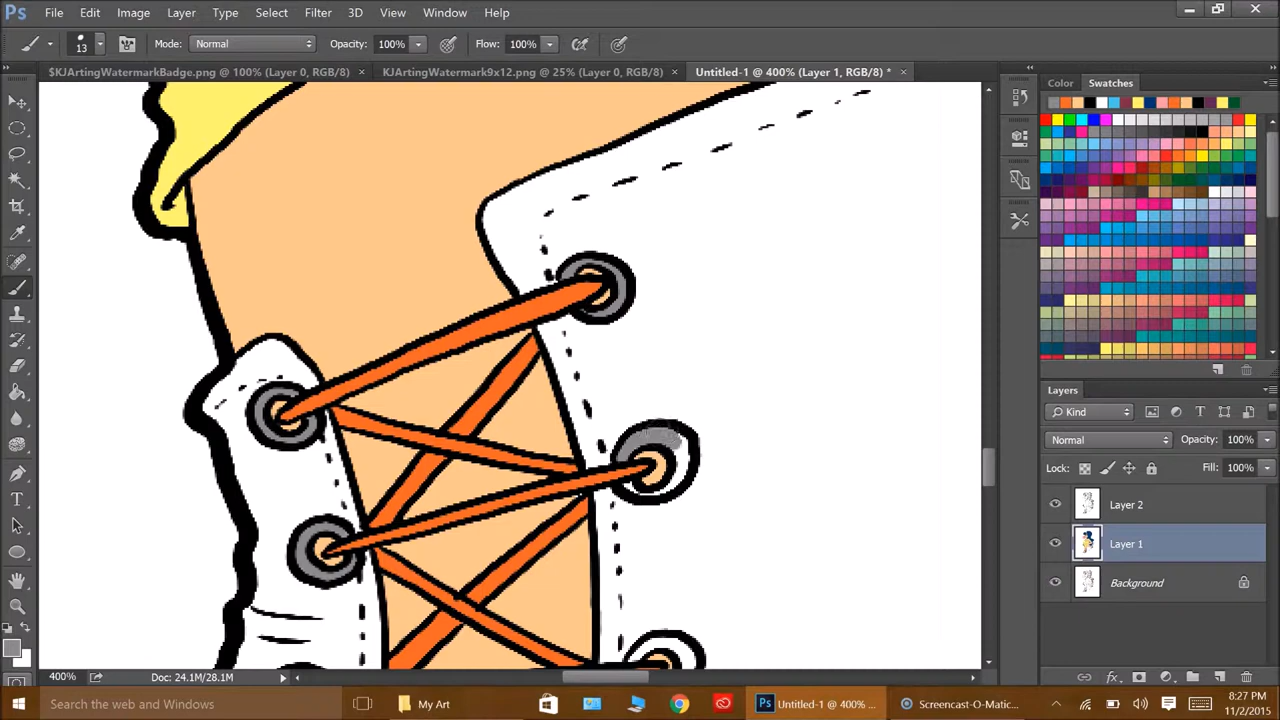 Ps File Edit Image Layer Type Select Filter 3D View Window Help
13 Mode: Normal Opacity: 100% Flow: 100%
$KJArtingWatermarkBadge.png @ 100% (Layer 0, RGB/8) × KJArtingWatermark9x12.png @ 25% (Layer 0, RGB/8) × Untitled-1 @ 400% (Layer 1, RGB/8) * ×
Color Swatches
Layers
Kind
Normal Opacity: 100%
Lock: Fill: 100%
Layer 2
Layer 1
Background
400% Doc: 24.1M/28.1M
Search the web and Windows My Art Ps Untitled-1 @ 400% ... Screencast-O-Matic... 8:27 PM
11/2/2015